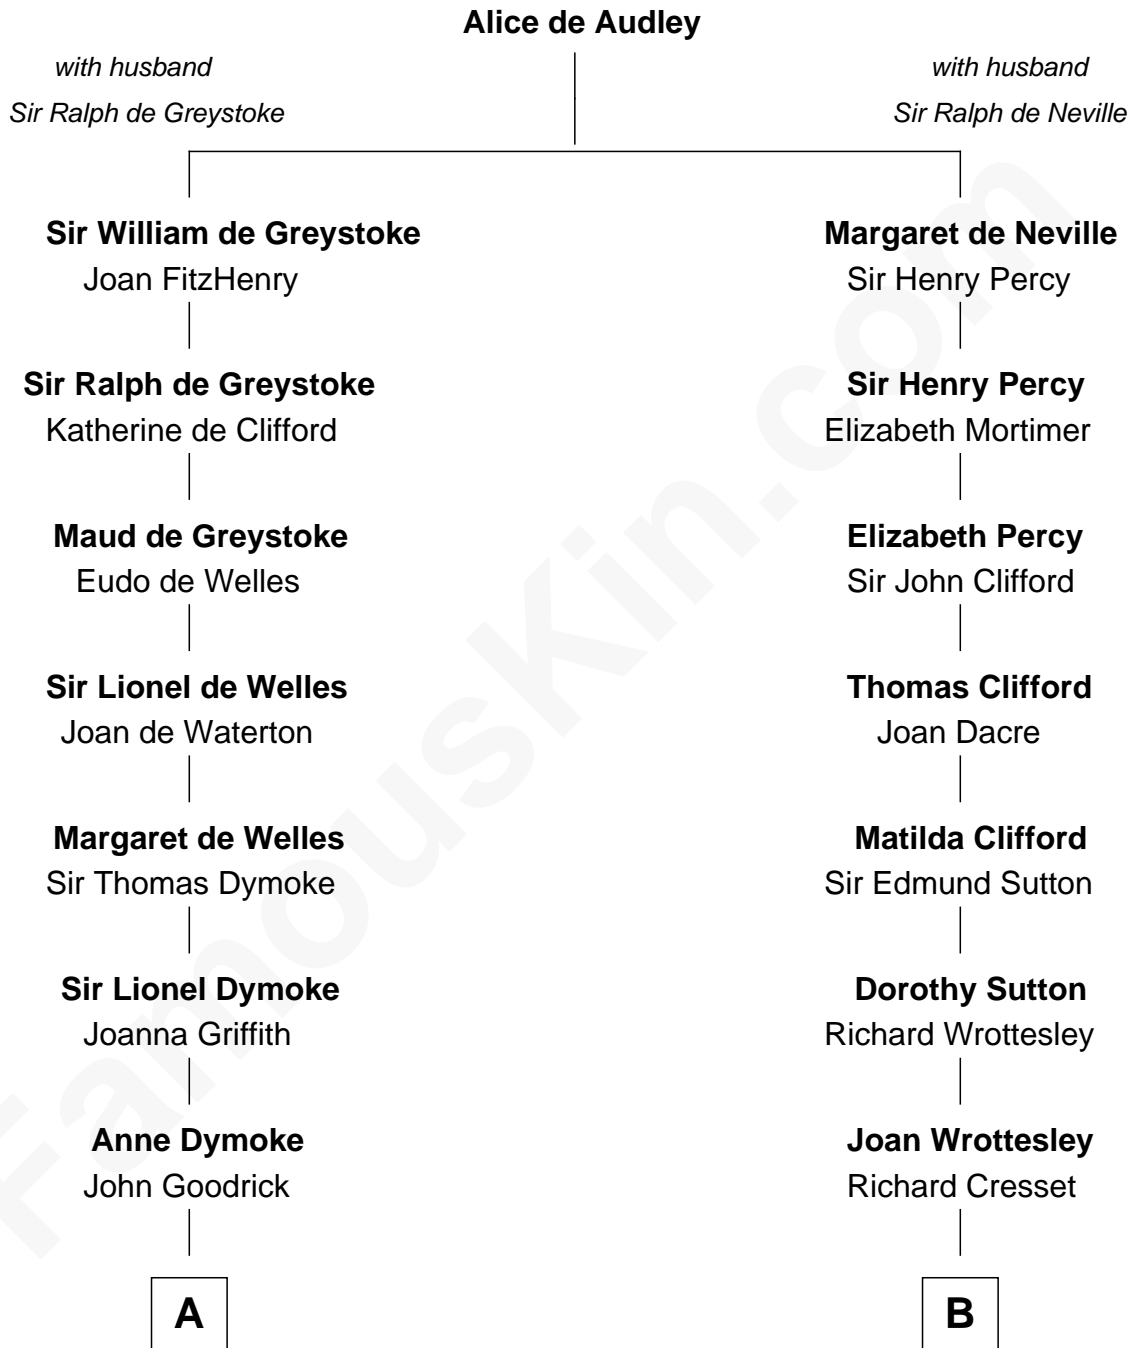 Alice de Audley
with husband
Sir Ralph de Greystoke
with husband
Sir Ralph de Neville
Sir William de Greystoke
Joan FitzHenry
Margaret de Neville
Sir Henry Percy
Sir Ralph de Greystoke
Katherine de Clifford
Sir Henry Percy
Elizabeth Mortimer
Maud de Greystoke
Eudo de Welles
Elizabeth Percy
Sir John Clifford
Sir Lionel de Welles
Joan de Waterton
Thomas Clifford
Joan Dacre
Margaret de Welles
Sir Thomas Dymoke
Matilda Clifford
Sir Edmund Sutton
Sir Lionel Dymoke
Joanna Griffith
Dorothy Sutton
Richard Wrottesley
Anne Dymoke
John Goodrick
Joan Wrottesley
Richard Cresset
A
B
FamousKin.com